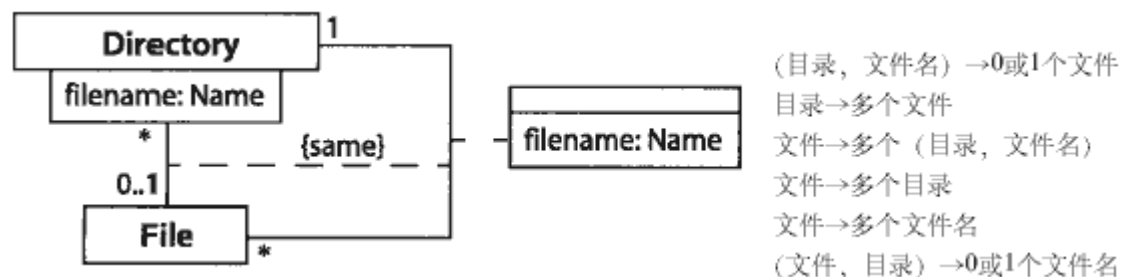 Directory
1
filename: Name
*
{same}
0..1
File
*
filename: Name
(目录，文件名) →0或1个文件
目录→多个文件
文件→多个 (目录，文件名)
文件→多个目录
文件→多个文件名
(文件，目录) →0或1个文件名